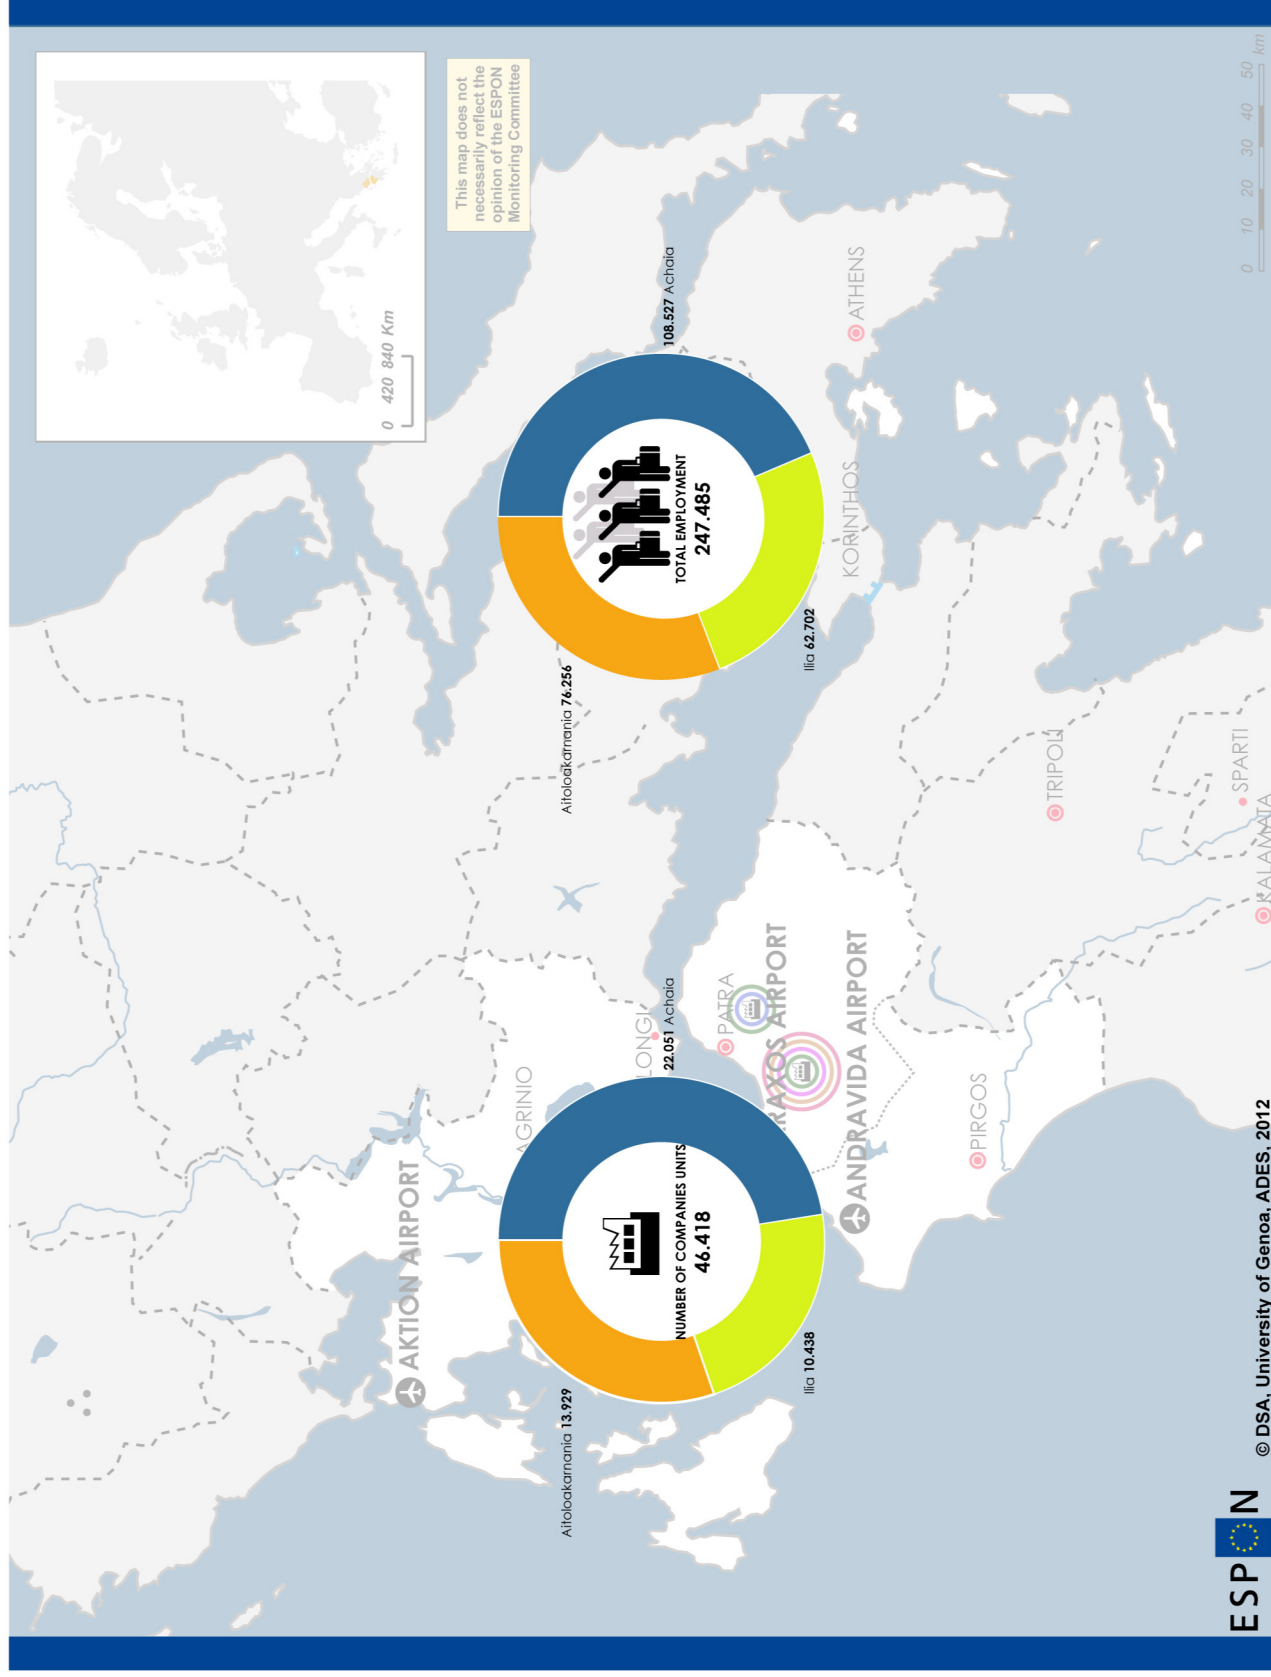 0 420 840 Km
This map does not
necessarily reflect the
opinion of the ESPON
Monitoring Committee
AKTION AIRPORT
AGRINIO
LONGI
PATRA
RAXOS AIRPORT
ANDRAVIDA AIRPORT
PIRGOS
KORINTHOS
ATHENS
TRIPOLI
SPARTI
KALAMATA
Aitoloakarnania 13.929
22.051 Achaia
Ilia 10.438
NUMBER OF COMPANIES UNITS
46.418
Aitoloakarnania 76.256
108.527 Achaia
Ilia 62.702
TOTAL EMPLOYMENT
247.485
ESP N
© DSA, University of Genoa, ADES, 2012
0 10 20 30 40 50 km